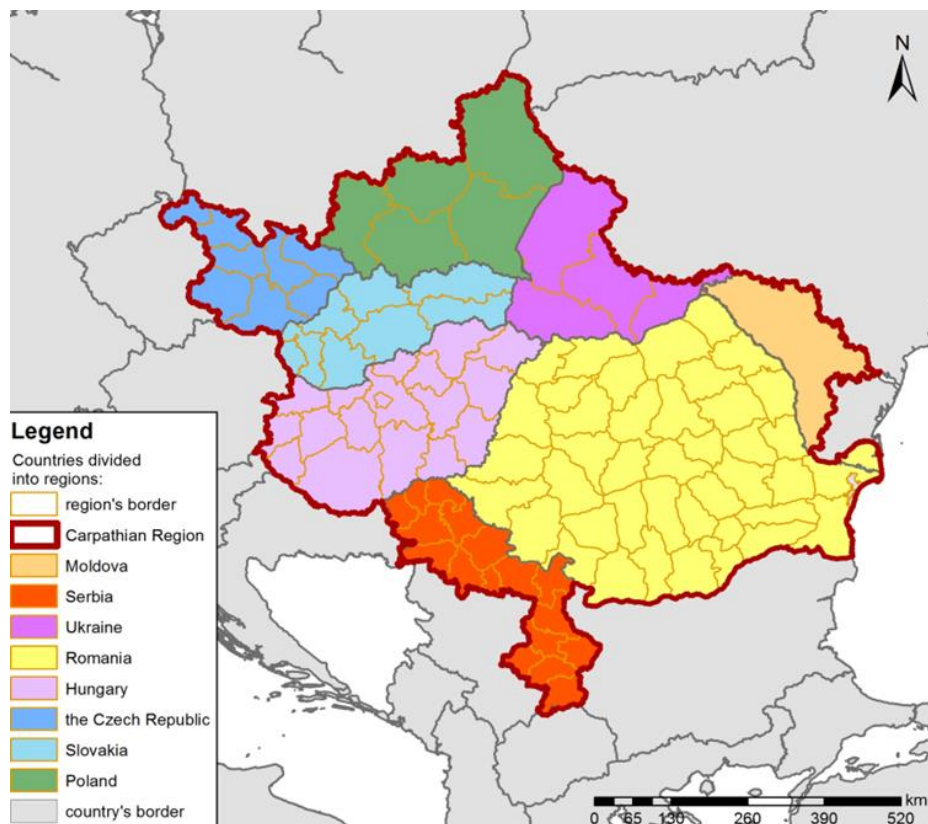 N
Legend
Countries divided
into regions:
region's border
Carpathian Region
Moldova
Serbia
Ukraine
Romania
Hungary
the Czech Republic
Slovakia
Poland
country's border
km
0 65 130 260 390 520